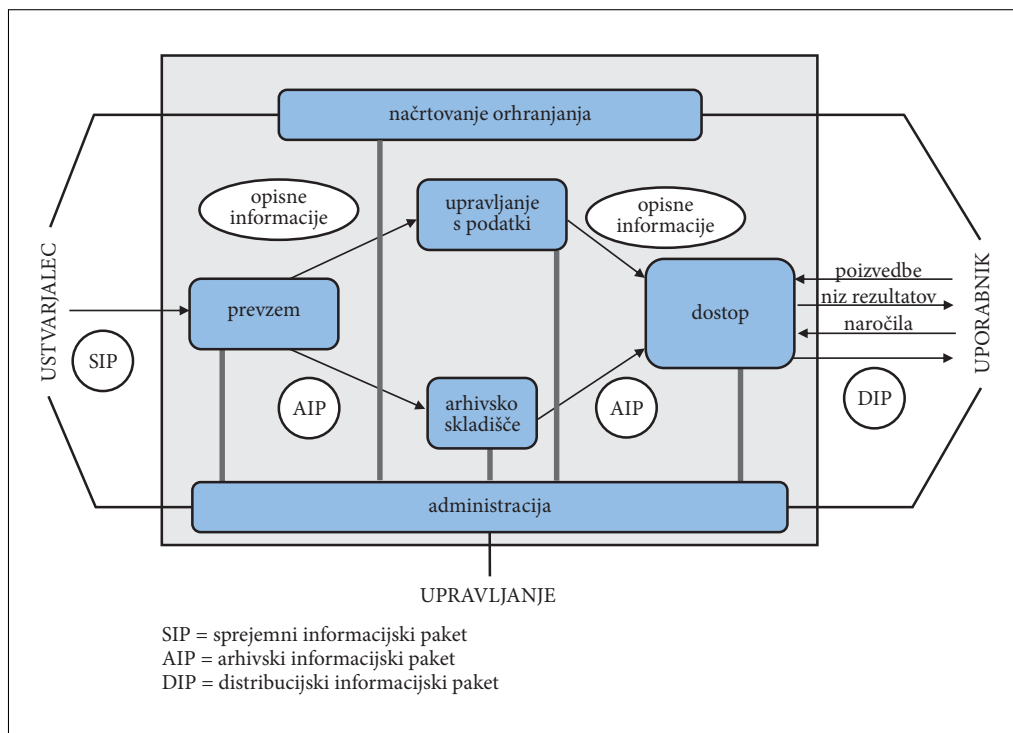 načrtovanje orhranjanja
opisne
informacije
upravljanje
s podatki
opisne
informacije
USTVARJALEC
SIP
prevzem
dostop
poizvedbe
niz rezultatov
naročila
UPORABNIK
AIP
arhivsko
skladišče
AIP
DIP
administracija
UPRAVLJANJE
SIP = sprejemni informacijski paket
AIP = arhivski informacijski paket
DIP = distribucijski informacijski paket